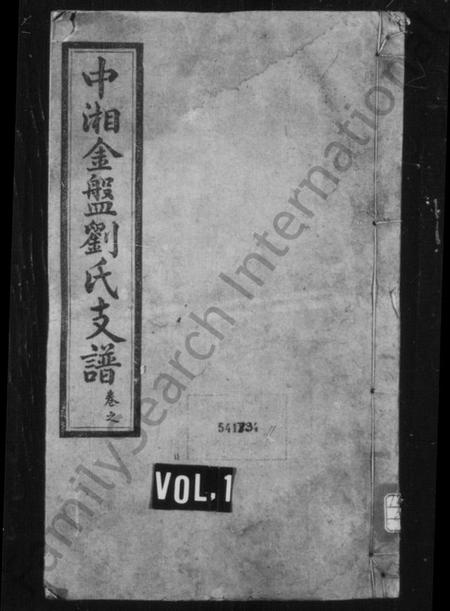 中湘金盤劉氏支譜
卷之
541734
VOL, 1
FamilySearch International